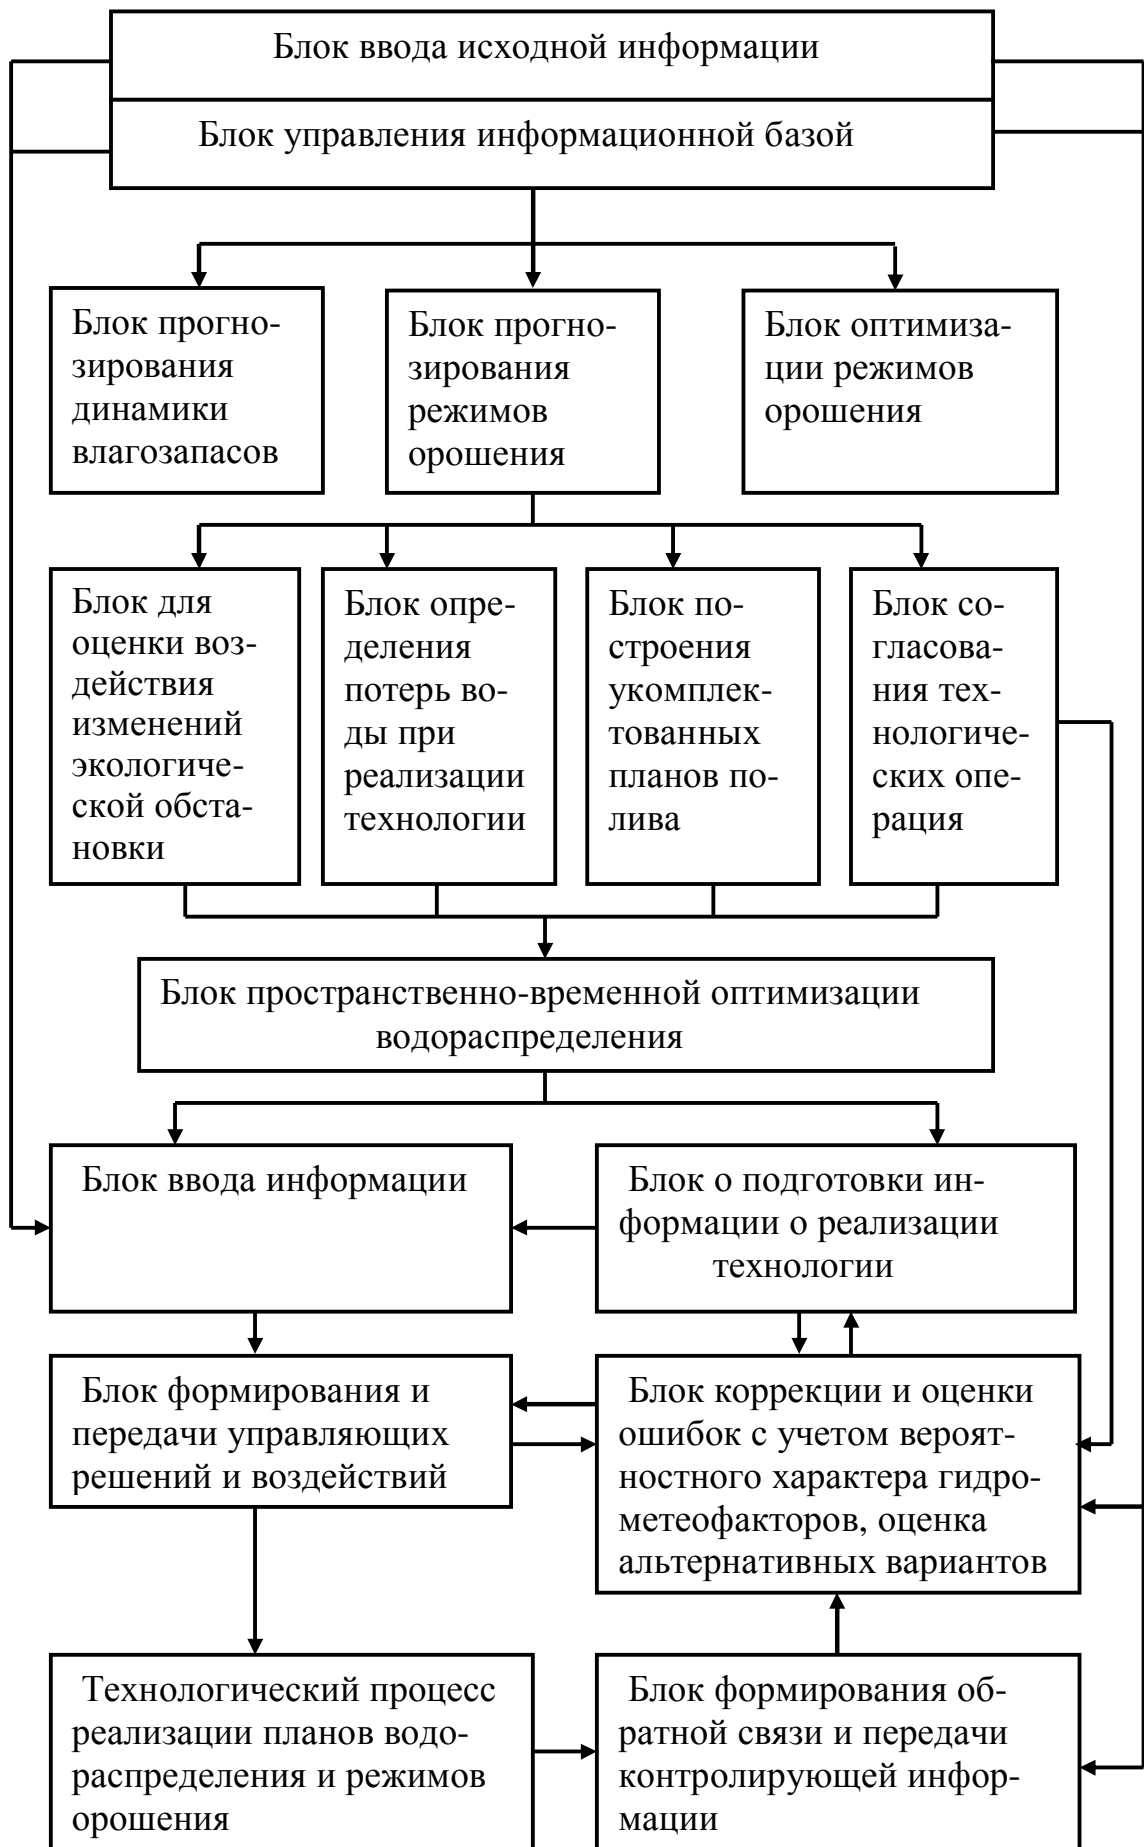 Блок ввода исходной информации
Блок управления информационной базой
Блок прогно-
зирования
динамики
влагозапасов
Блок прогно-
зирования
режимов
орошения
Блок оптимиза-
ции режимов
орошения
Блок для
оценки воз-
действия
изменений
экологиче-
ской обста-
новки
Блок опре-
деления
потерь во-
ды при
реализации
технологии
Блок по-
строения
укомплек-
тованных
планов по-
лива
Блок со-
гласова-
ния тех-
нологиче-
ских опе-
рация
Блок пространственно-временной оптимизации
водораспределения
Блок ввода информации
Блок о подготовки ин-
формации о реализации
технологии
Блок формирования и
передачи управляющих
решений и воздействий
Блок коррекции и оценки
ошибок с учетом вероят-
ностного характера гидро-
метеофакторов, оценка
альтернативных вариантов
Технологический процесс
реализации планов водо-
распределения и режимов
орошения
Блок формирования об-
ратной связи и передачи
контролирующей инфор-
мации